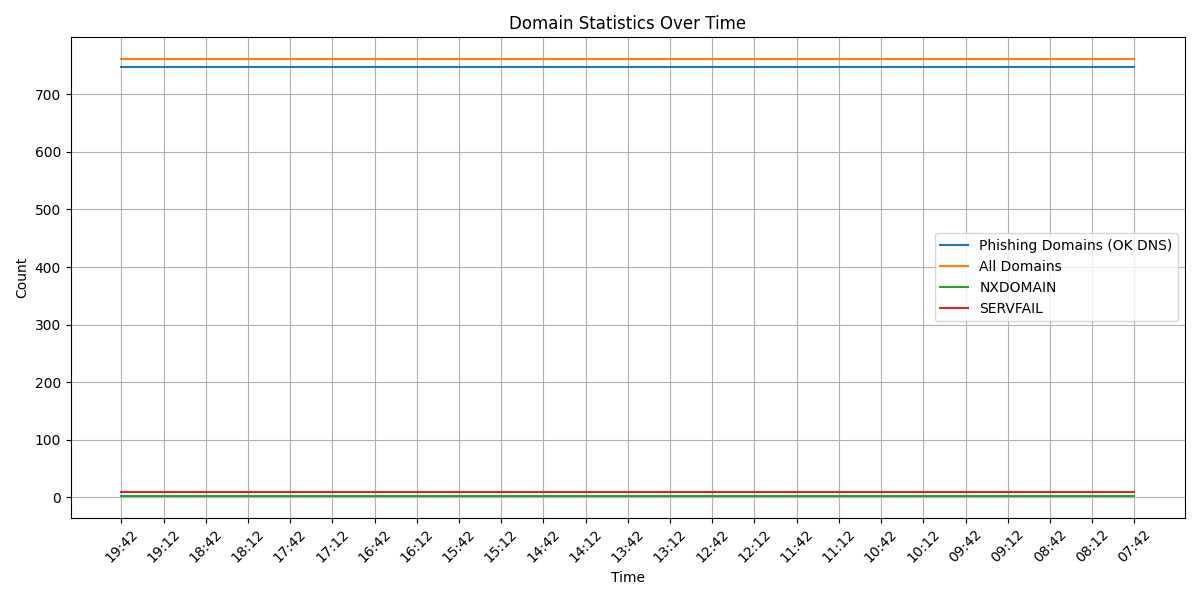 Domain Statistics Over Time
Count
700
600
500
400
300
200
100
0
Phishing Domains (OK DNS)
All Domains
NXDOMAIN
SERVFAIL
19:42 19:12 18:42 18:12 17:42 17:12 16:42 16:12 15:42 15:12 14:42 14:12 13:42 13:12 12:42 12:12 11:42 11:12 10:42 10:12 09:42 09:12 08:42 08:12 07:42
Time